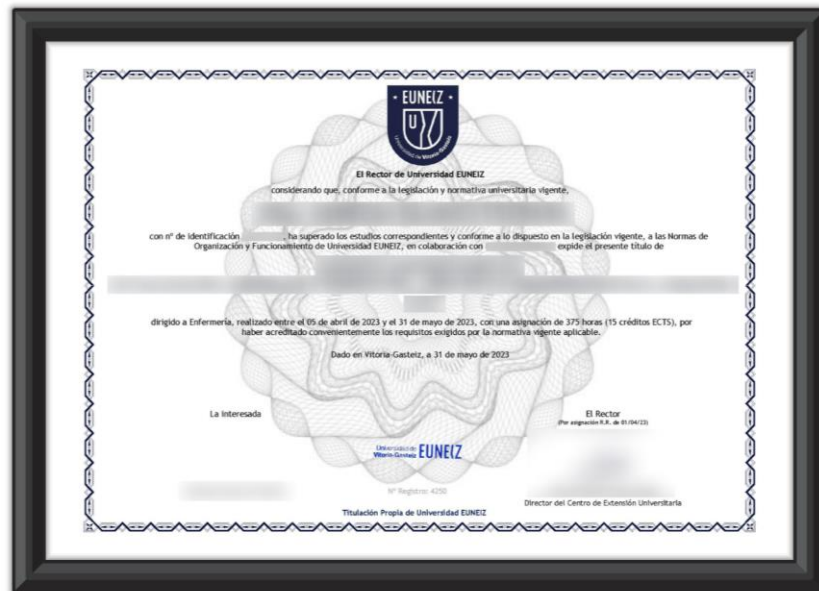 EUNEIZ
Universidad de Vitoria-Gasteiz
El Rector de Universidad EUNEIZ
considerando que, conforme a la legislación y normativa universitaria vigente,
con nº de identificación , ha superado los estudios correspondientes y conforme a lo dispuesto en la legislación vigente, a las Normas de
Organización y Funcionamiento de Universidad EUNEIZ, en colaboración con expide el presente título de
dirigido a Enfermería, realizado entre el 05 de abril de 2023 y el 31 de mayo de 2023, con una asignación de 375 horas (15 créditos ECTS), por
haber acreditado convenientemente los requisitos exigidos por la normativa vigente aplicable.
Dado en Vitoria-Gasteiz, a 31 de mayo de 2023
La Interesada
El Rector
(Por asignación R.R. de 01/04/23)
Universidad de
Vitoria-Gasteiz EUNEIZ
Nº Registro: 4250
Director del Centro de Extensión Universitaria
Titulación Propia de Universidad EUNEIZ